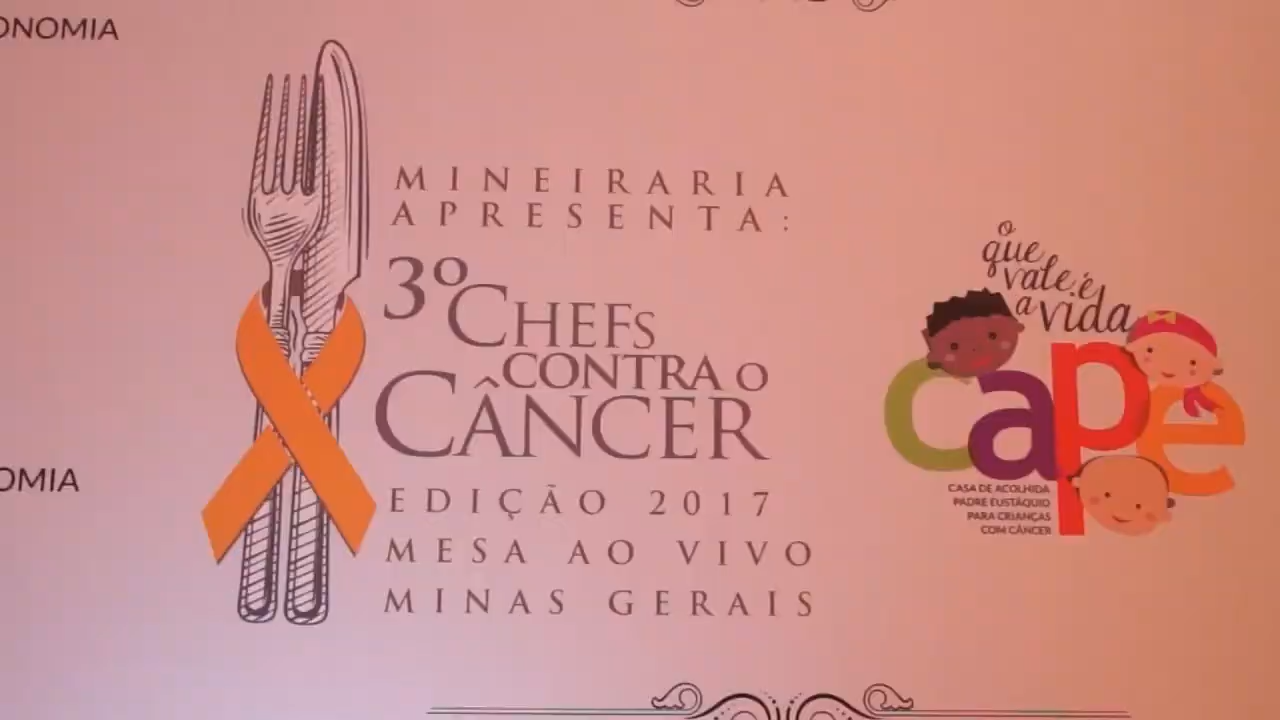 ONOMIA
MINEIRARIA
APRESENTA:
3º CHEFS
CONTRA O
CÂNCER
EDIÇÃO 2017
MESA AO VIVO
MINAS GERAIS
OMIA
o
que
vale é
a vida
cape
CASA DE ACOLHIDA
PADRE EUSTÁQUIO
PARA CRIANÇAS
COM CÂNCER